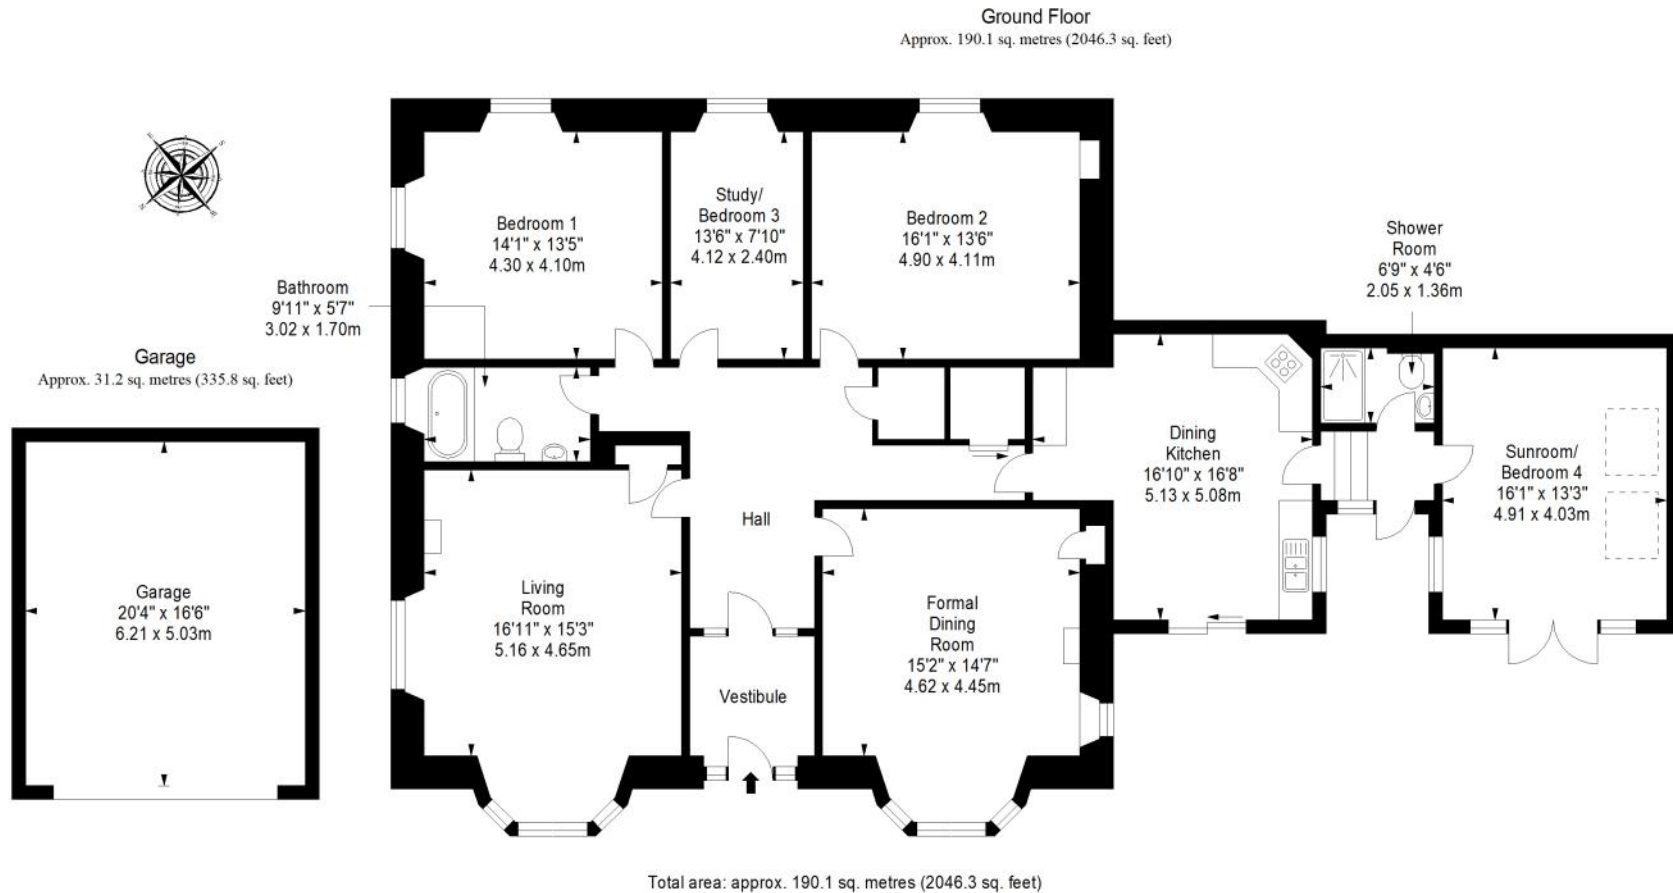 Ground Floor
Approx. 190.1 sq. metres (2046.3 sq. feet)
Bedroom 1
14'1" x 13'5"
4.30 x 4.10m
Study/
Bedroom 3
13'6" x 7'10"
4.12 x 2.40m
Bedroom 2
16'1" x 13'6"
4.90 x 4.11m
Shower
Room
6'9" x 4'6"
2.05 x 1.36m
Bathroom
9'11" x 5'7"
3.02 x 1.70m
Garage
Approx. 31.2 sq. metres (335.8 sq. feet)
Dining
Kitchen
16'10" x 16'8"
5.13 x 5.08m
Sunroom/
Bedroom 4
16'1" x 13'3"
4.91 x 4.03m
Hall
Garage
20'4" x 16'6"
6.21 x 5.03m
Living
Room
16'11" x 15'3"
5.16 x 4.65m
Formal
Dining
Room
15'2" x 14'7"
4.62 x 4.45m
Vestibule
Total area: approx. 190.1 sq. metres (2046.3 sq. feet)